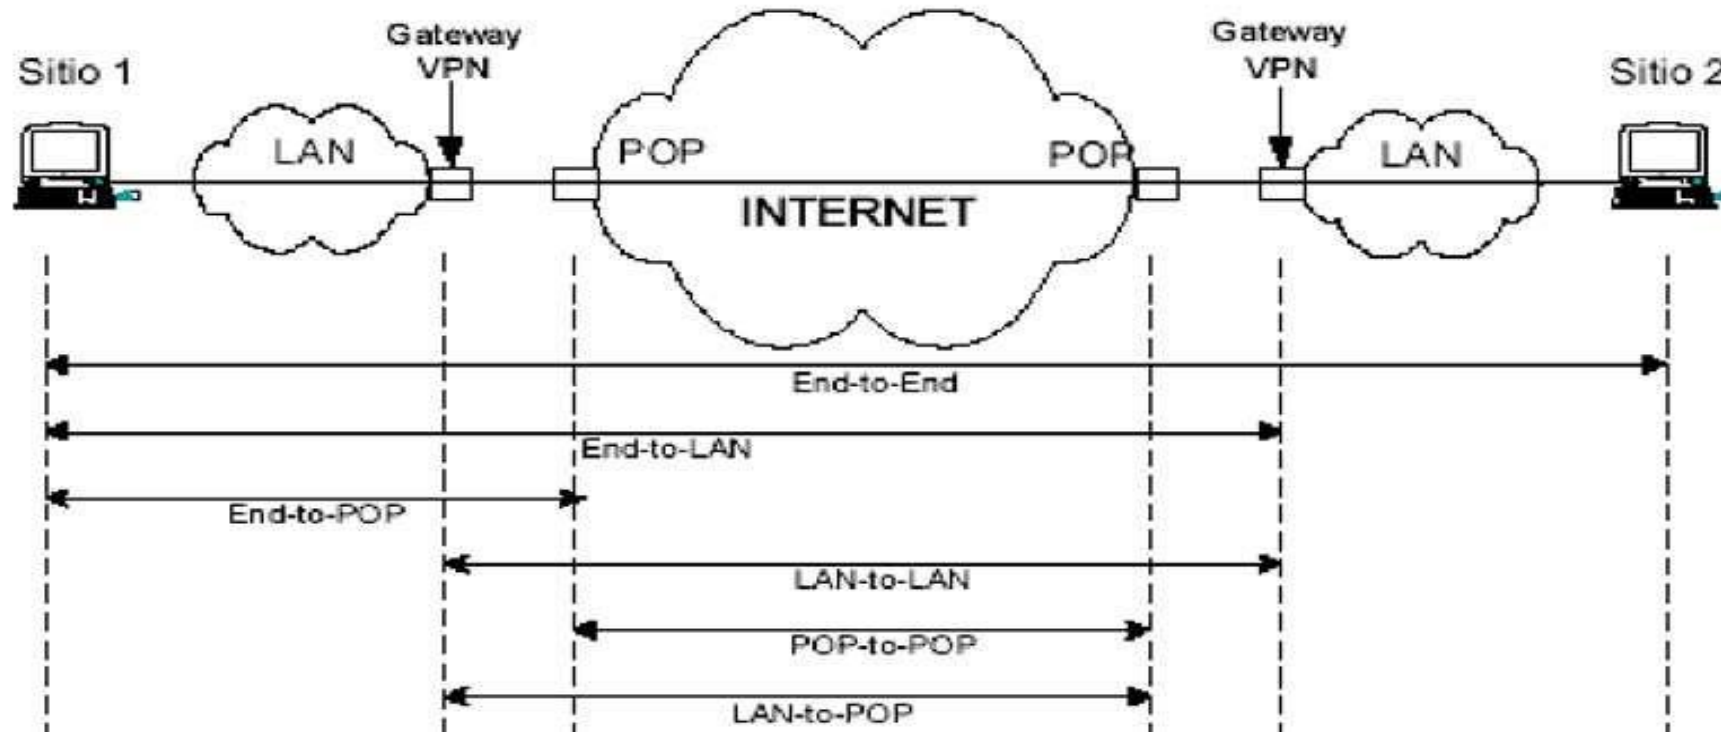 Gateway
VPN
Gateway
VPN
Sitio 1
Sitio 2
LAN
POP
POP
LAN
INTERNET
End-to-End
End-to-LAN
End-to-POP
LAN-to-LAN
POP-to-POP
LAN-to-POP